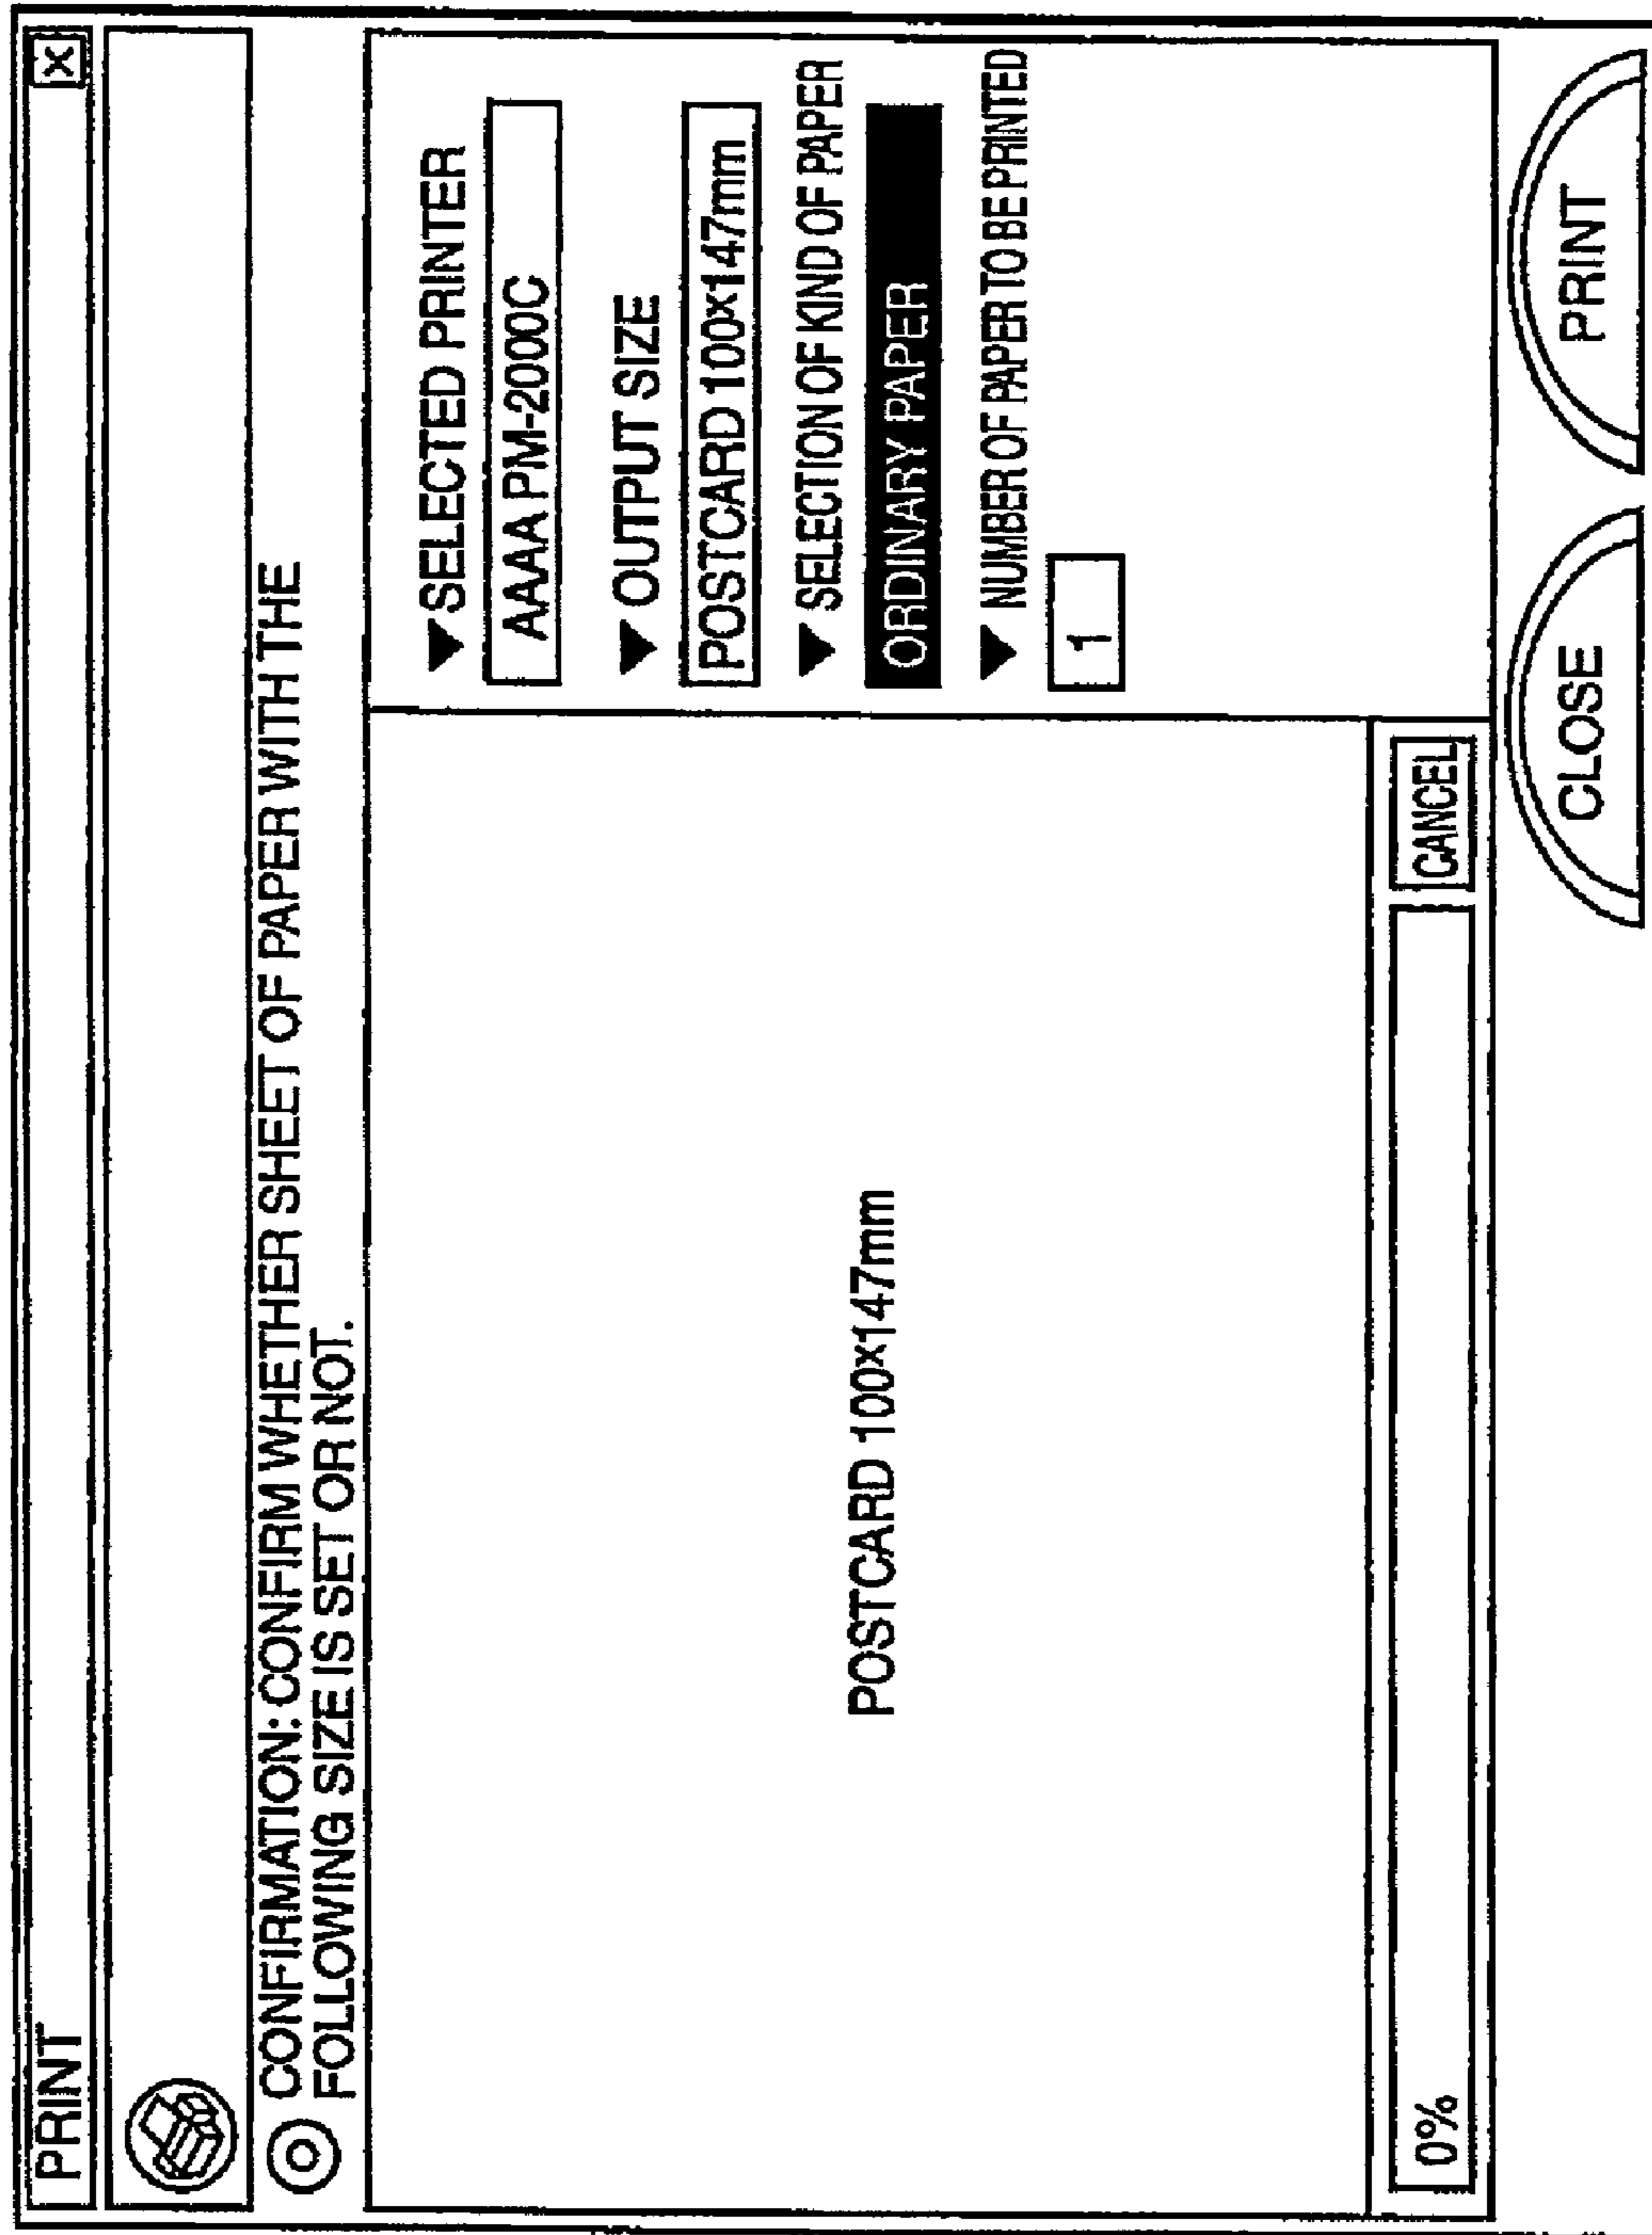 PRINT
X
CONFIRMATION: CONFIRM WHETHER SHEET OF PAPER WITH THE
FOLLOWING SIZE IS SET OR NOT.
POSTCARD 100×147mm
▼SELECTED PRINTER
AAAA PM-2000C
▼ OUTPUT SIZE
POSTCARD 100×147mm
▼ SELECTION OF KIND OF PAPER
ORDINARY PAPER
▼ NUMBER OF PAPER TO BE PRINTED
1
0%
CANCEL
CLOSE
PRINT